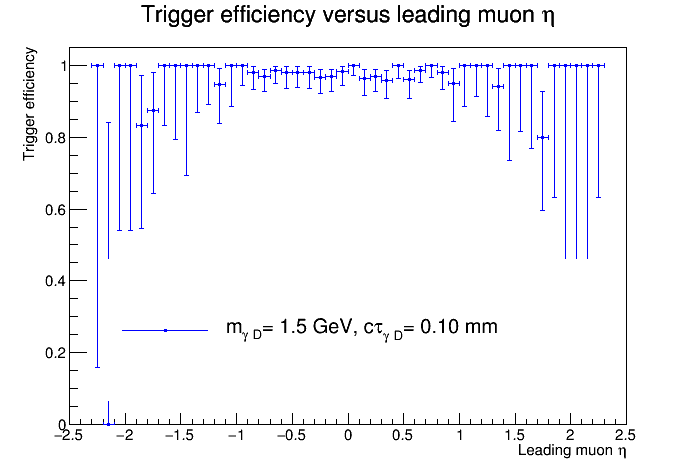 Trigger efficiency versus leading muon η
Trigger efficiency
1
0.8
0.6
0.4
0.2
0
m_γ D= 1.5 GeV, cτ_γ D= 0.10 mm
−2.5 −2 −1.5 −1 −0.5 0 0.5 1 1.5 2 2.5
Leading muon η